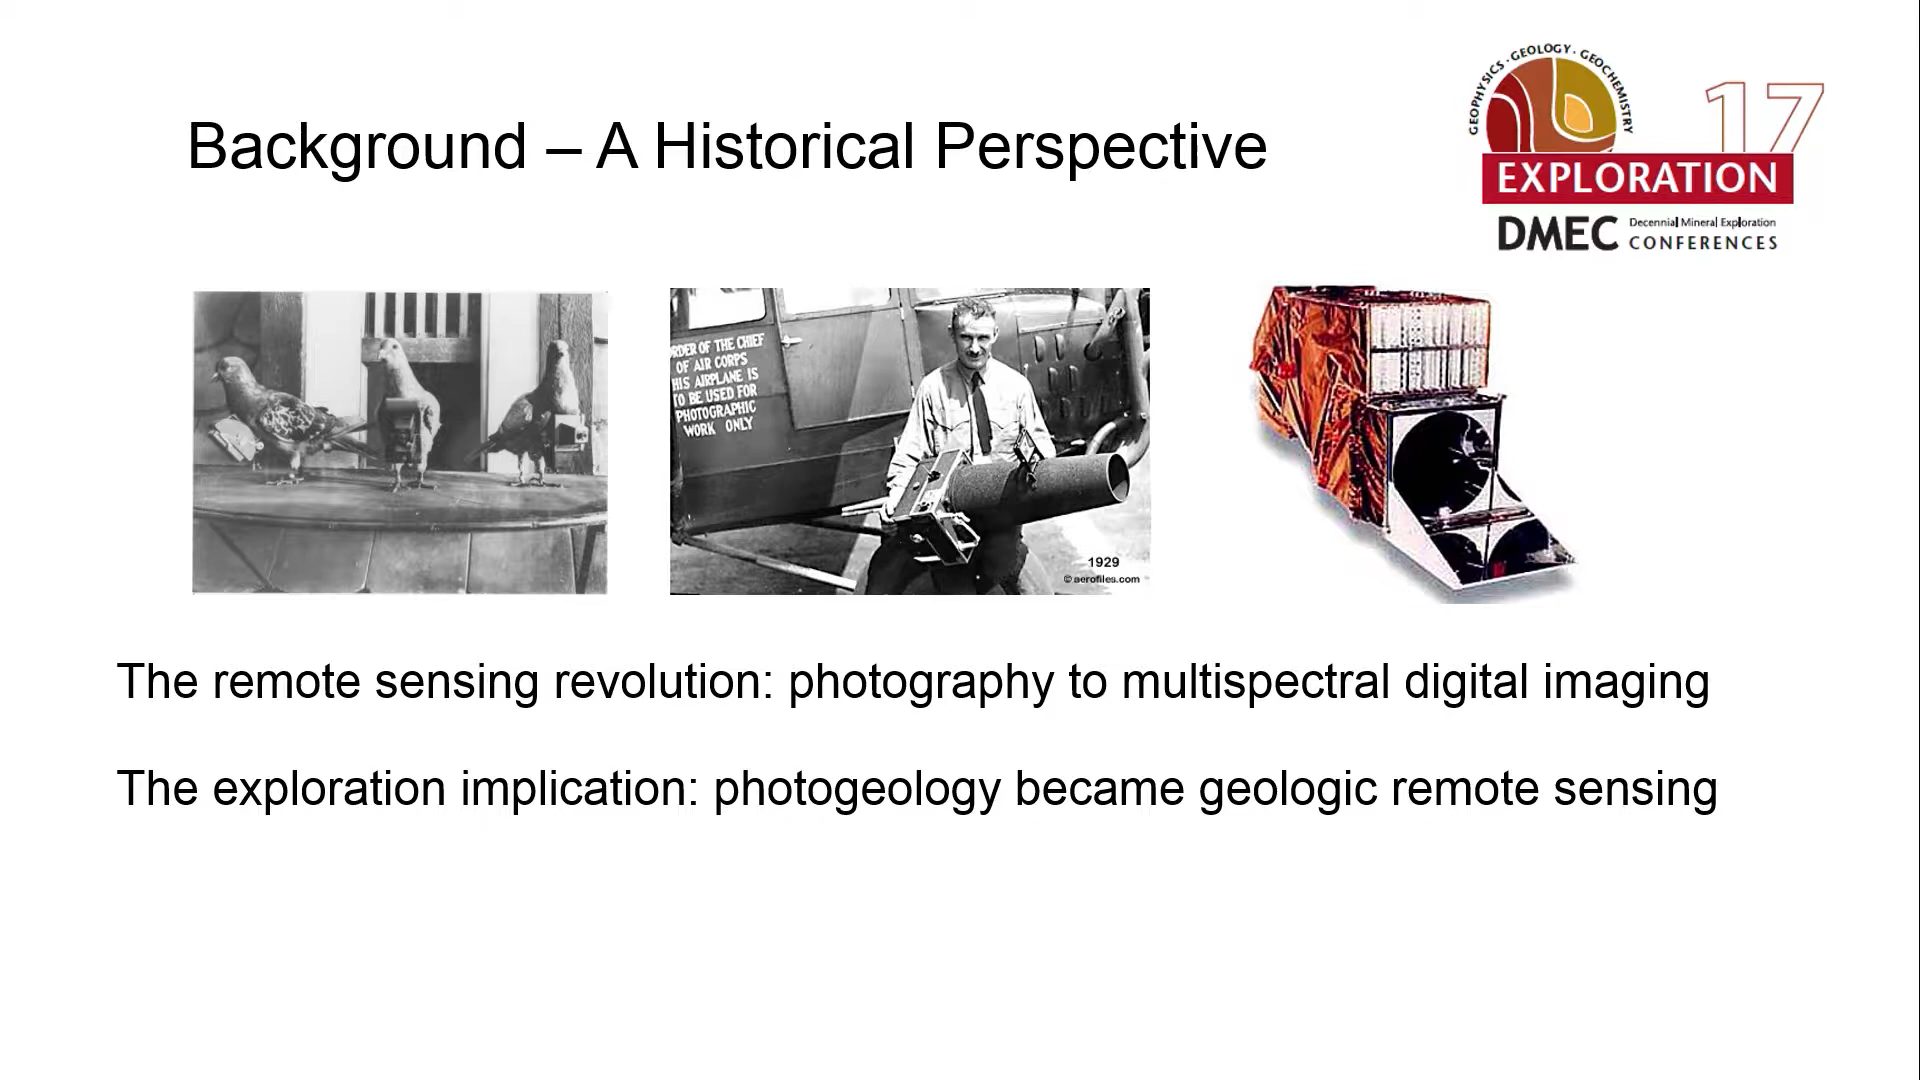 GEOPHYSICS · GEOLOGY · GEOCHEMISTRY
17
EXPLORATION
DMEC Decennial Mineral Exploration
CONFERENCES
Background – A Historical Perspective
RDER OF THE CHIEF
OF AIR CORPS
HIS AIRPLANE IS
TO BE USED FOR
PHOTOGRAPHIC
WORK ONLY
1929
© aerofiles.com
The remote sensing revolution: photography to multispectral digital imaging
The exploration implication: photogeology became geologic remote sensing